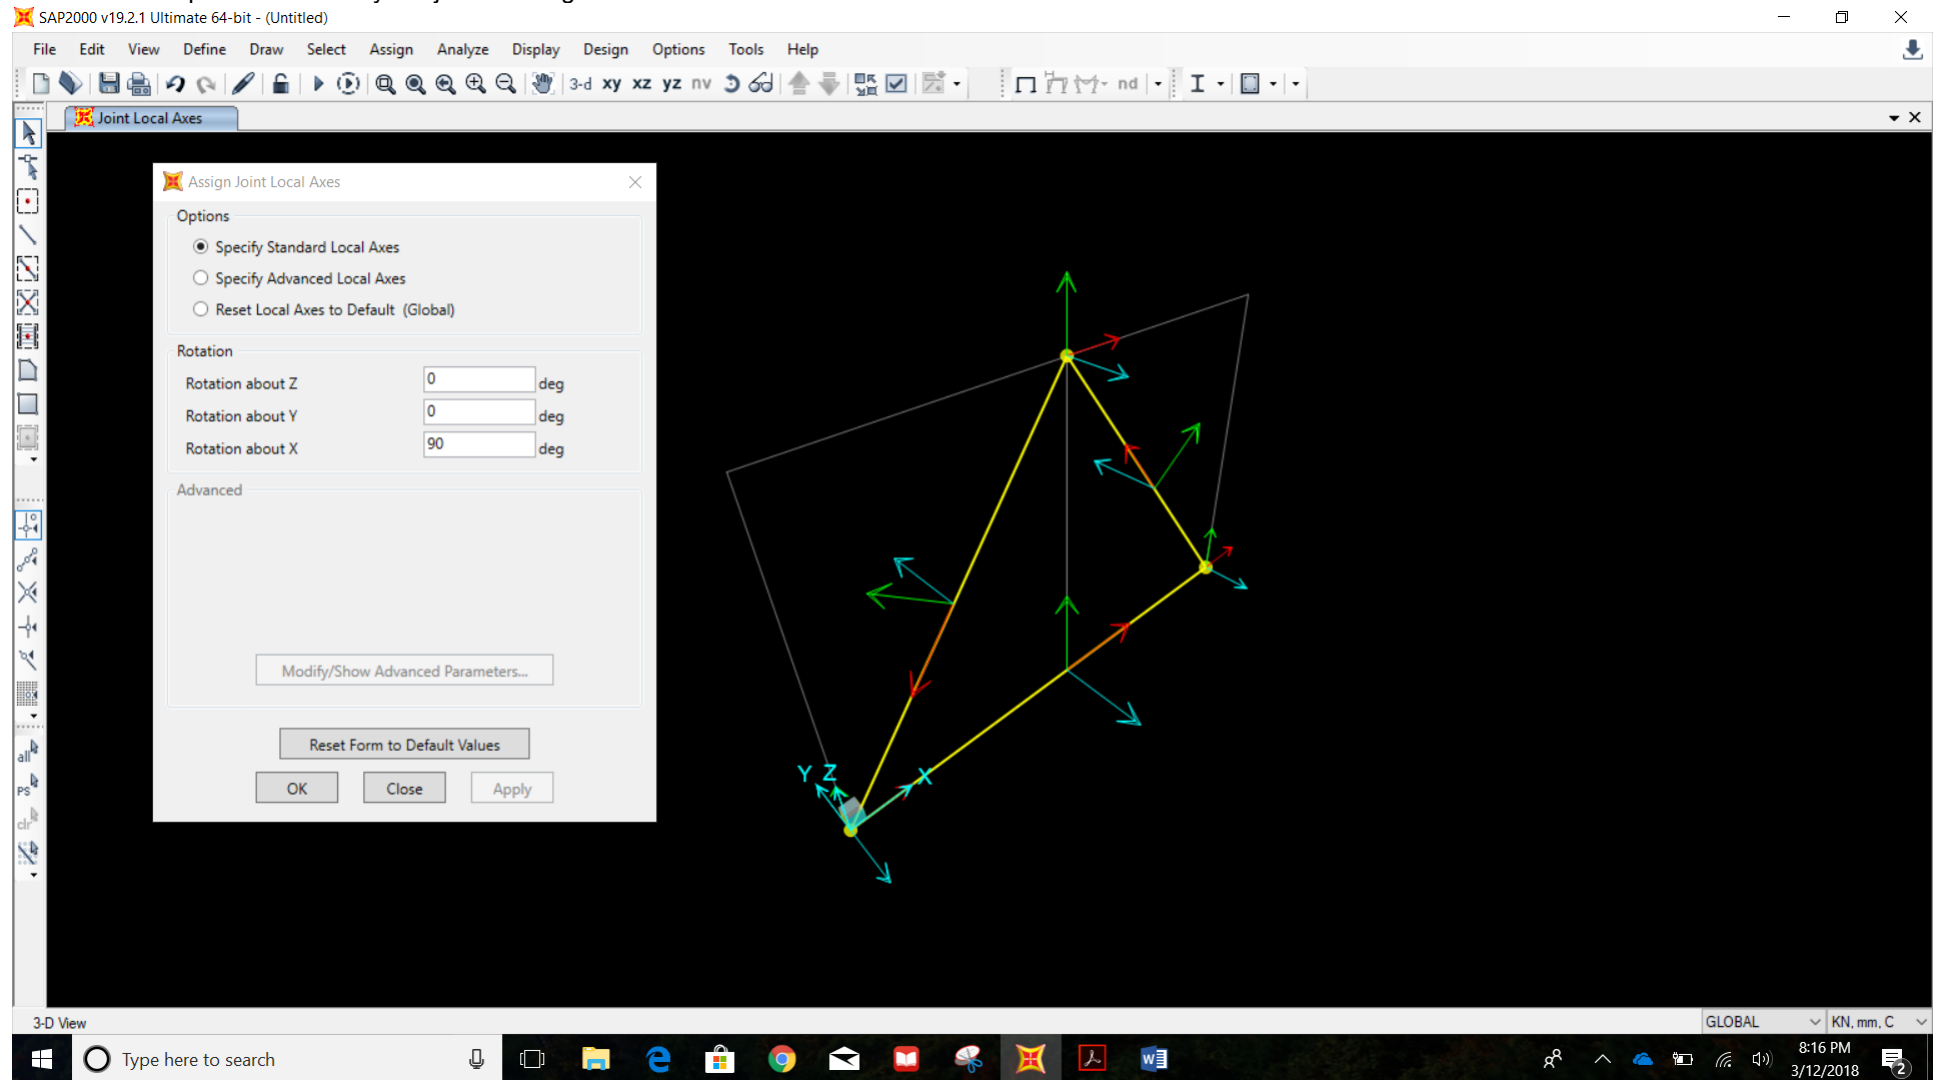 SAP2000 v19.2.1 Ultimate 64-bit - (Untitled)
File Edit View Define Draw Select Assign Analyze Display Design Options Tools Help
3-d xy xz yz nv nd
Joint Local Axes
Assign Joint Local Axes
Options
Specify Standard Local Axes
Specify Advanced Local Axes
Reset Local Axes to Default (Global)
Rotation
Rotation about Z 0 deg
Rotation about Y 0 deg
Rotation about X 90 deg
Advanced
Modify/Show Advanced Parameters...
Reset Form to Default Values
OK Close Apply
Y Z X
all
PS
clr
3-D View
GLOBAL KN, mm, C
Type here to search
8:16 PM
3/12/2018
2